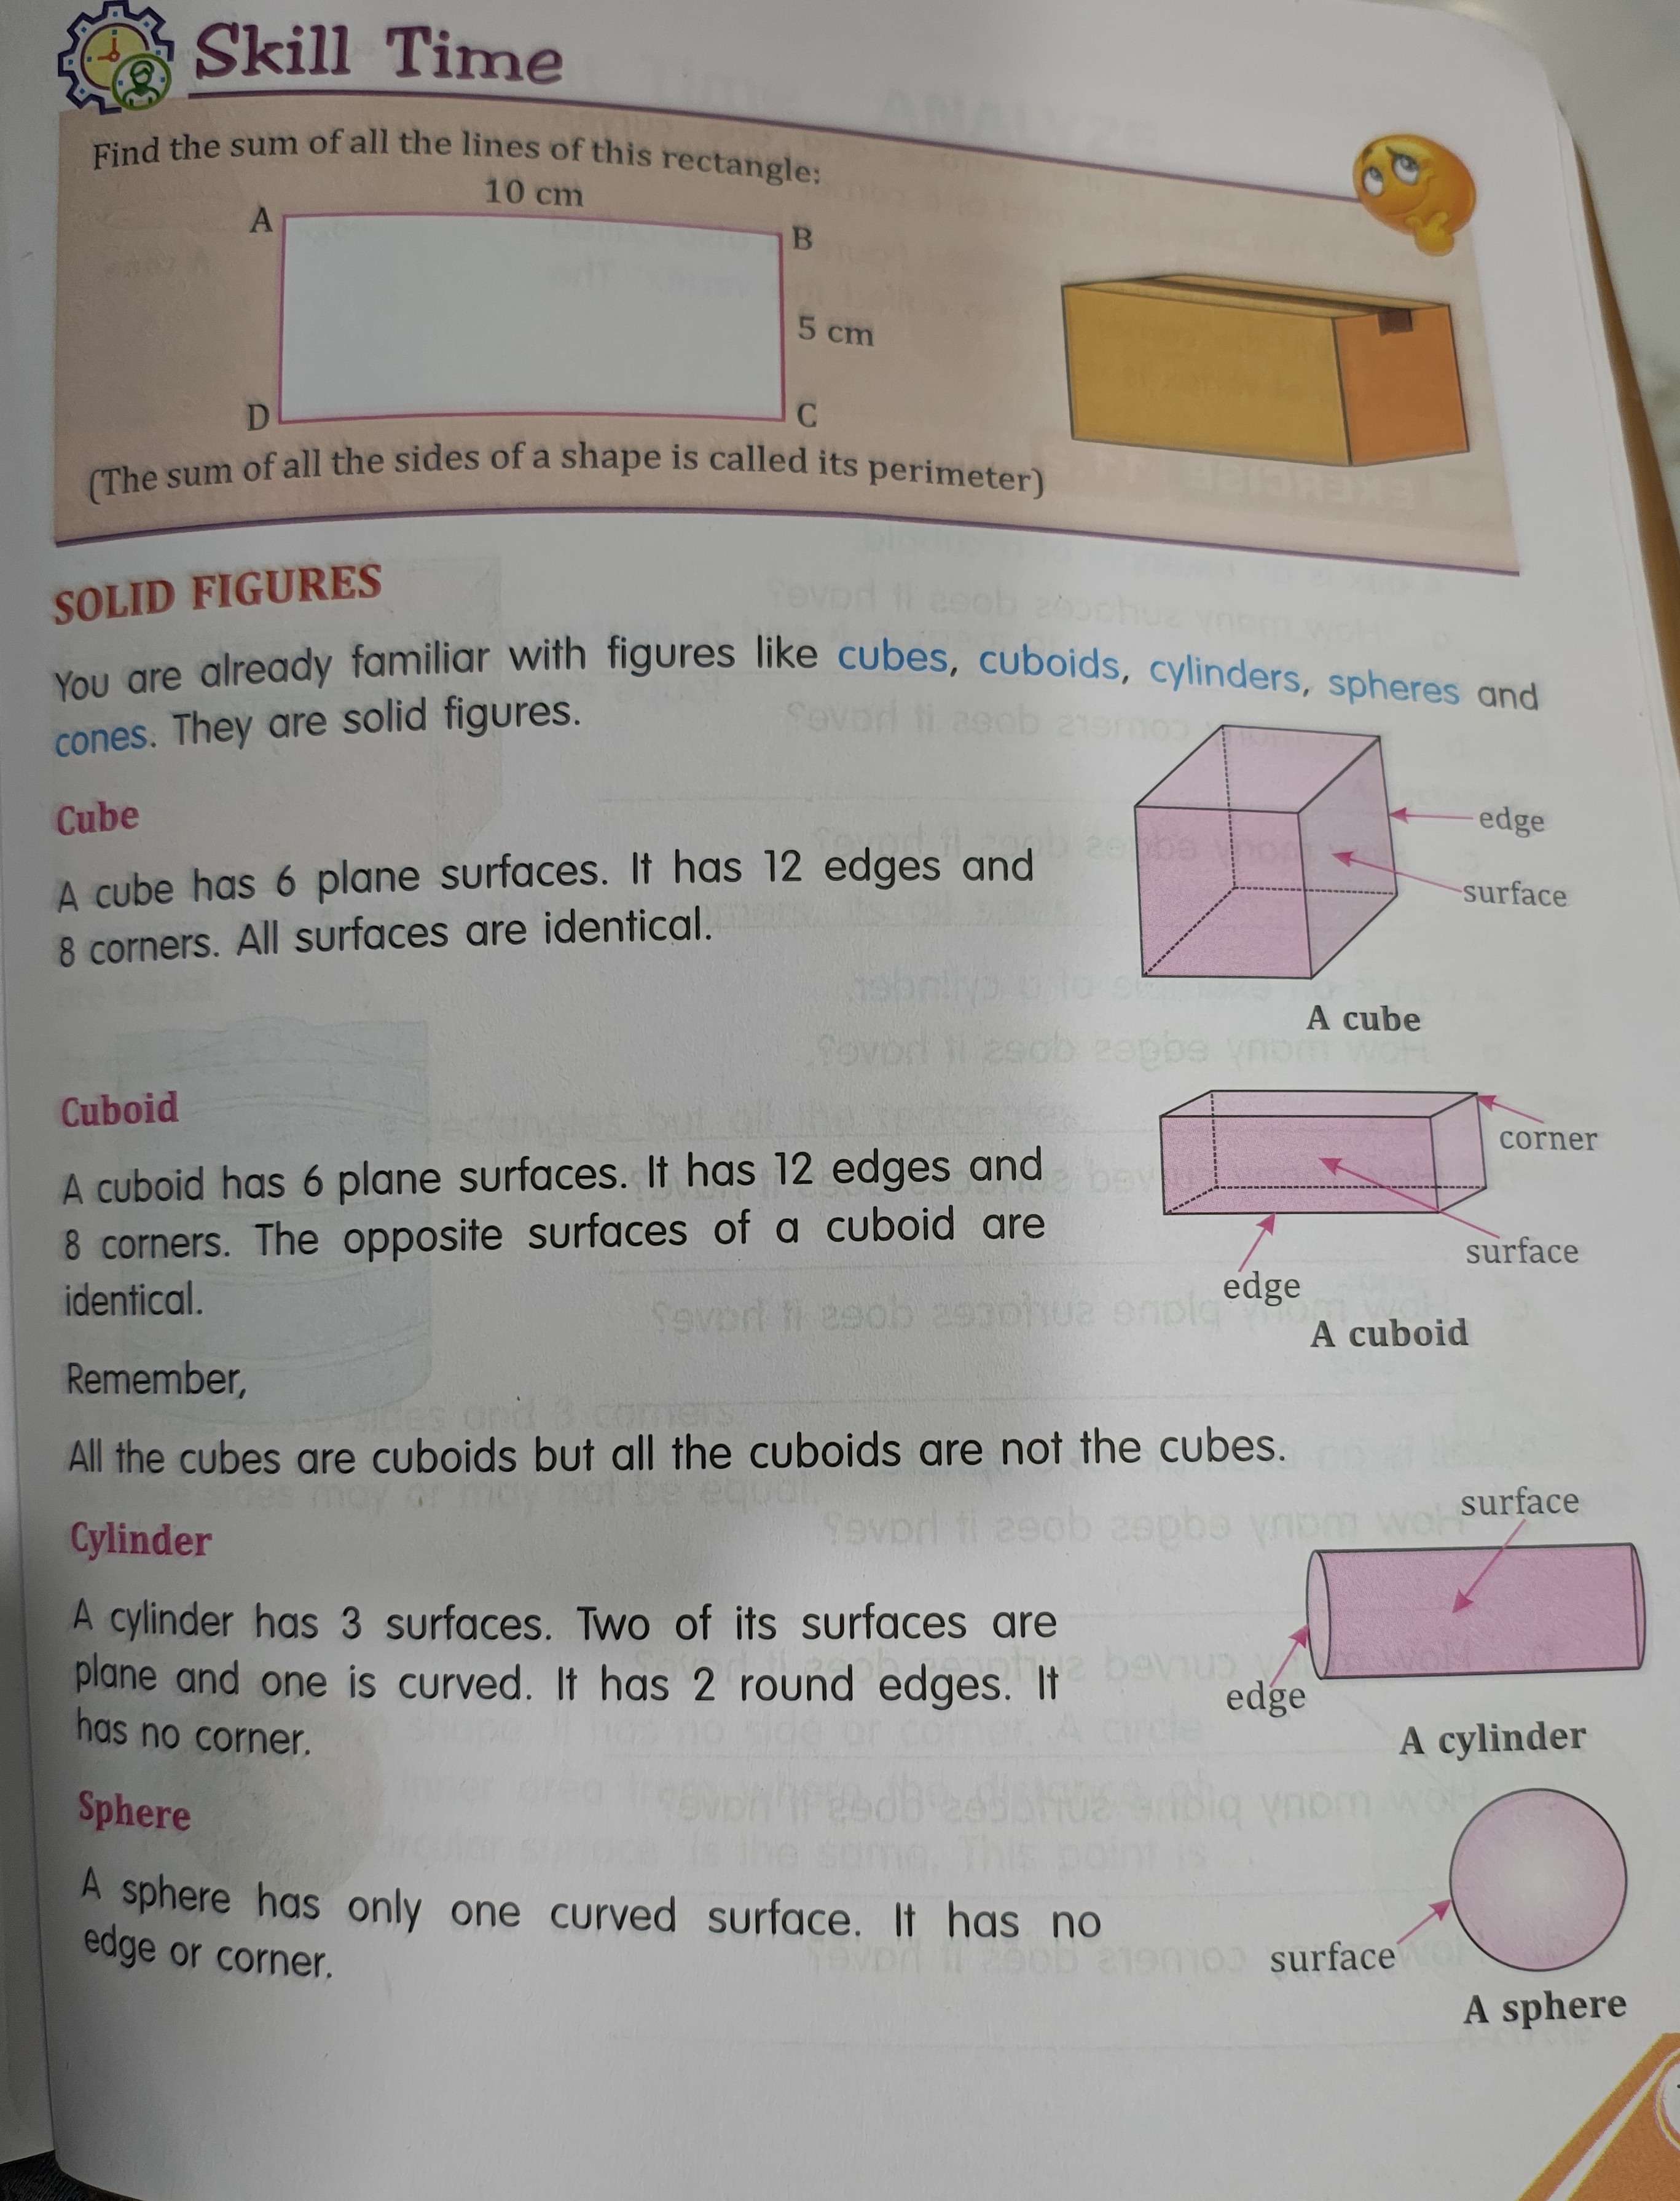 Skill Time
Find the sum of all the lines of this rectangle:
10 cm
A
B
5 cm
D
C
(The sum of all the sides of a shape is called its perimeter)
SOLID FIGURES
You are already familiar with figures like cubes, cuboids, cylinders, spheres and
cones. They are solid figures.
Cube
A cube has 6 plane surfaces. It has 12 edges and
8 corners. All surfaces are identical.
edge
surface
A cube
Cuboid
A cuboid has 6 plane surfaces. It has 12 edges and
8 corners. The opposite surfaces of a cuboid are
identical.
corner
surface
edge
A cuboid
Remember,
All the cubes are cuboids but all the cuboids are not the cubes.
Cylinder
A cylinder has 3 surfaces. Two of its surfaces are
plane and one is curved. It has 2 round edges. It
has no corner.
surface
edge
A cylinder
Sphere
A sphere has only one curved surface. It has no
edge or corner.
surface
A sphere